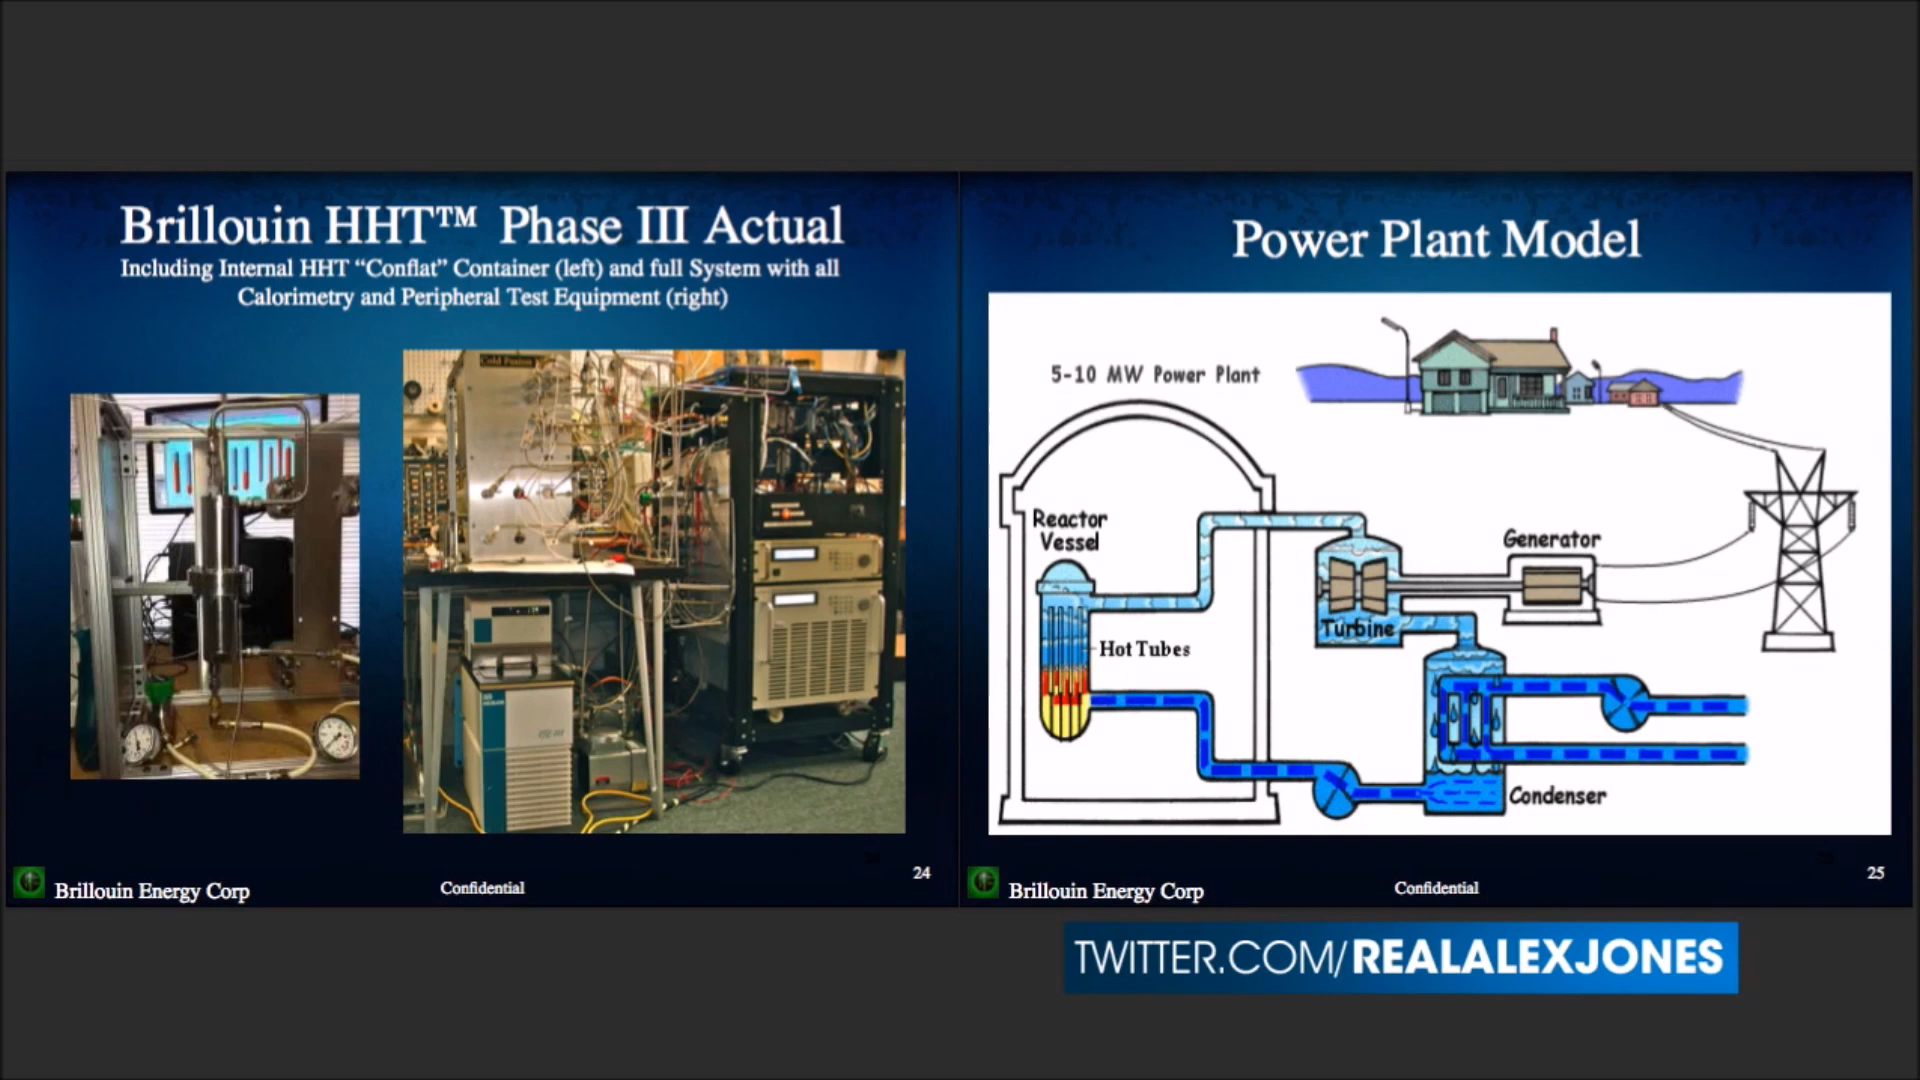 Brillouin HHT™ Phase III Actual
Including Internal HHT “Conflat” Container (left) and full System with all
Calorimetry and Peripheral Test Equipment (right)
Cold Fusion
Brillouin Energy Corp
Confidential
24
Power Plant Model
5-10 MW Power Plant
Reactor
Vessel
Hot Tubes
Turbine
Generator
Condenser
Brillouin Energy Corp
Confidential
25
TWITTER.COM/REALALEXJONES